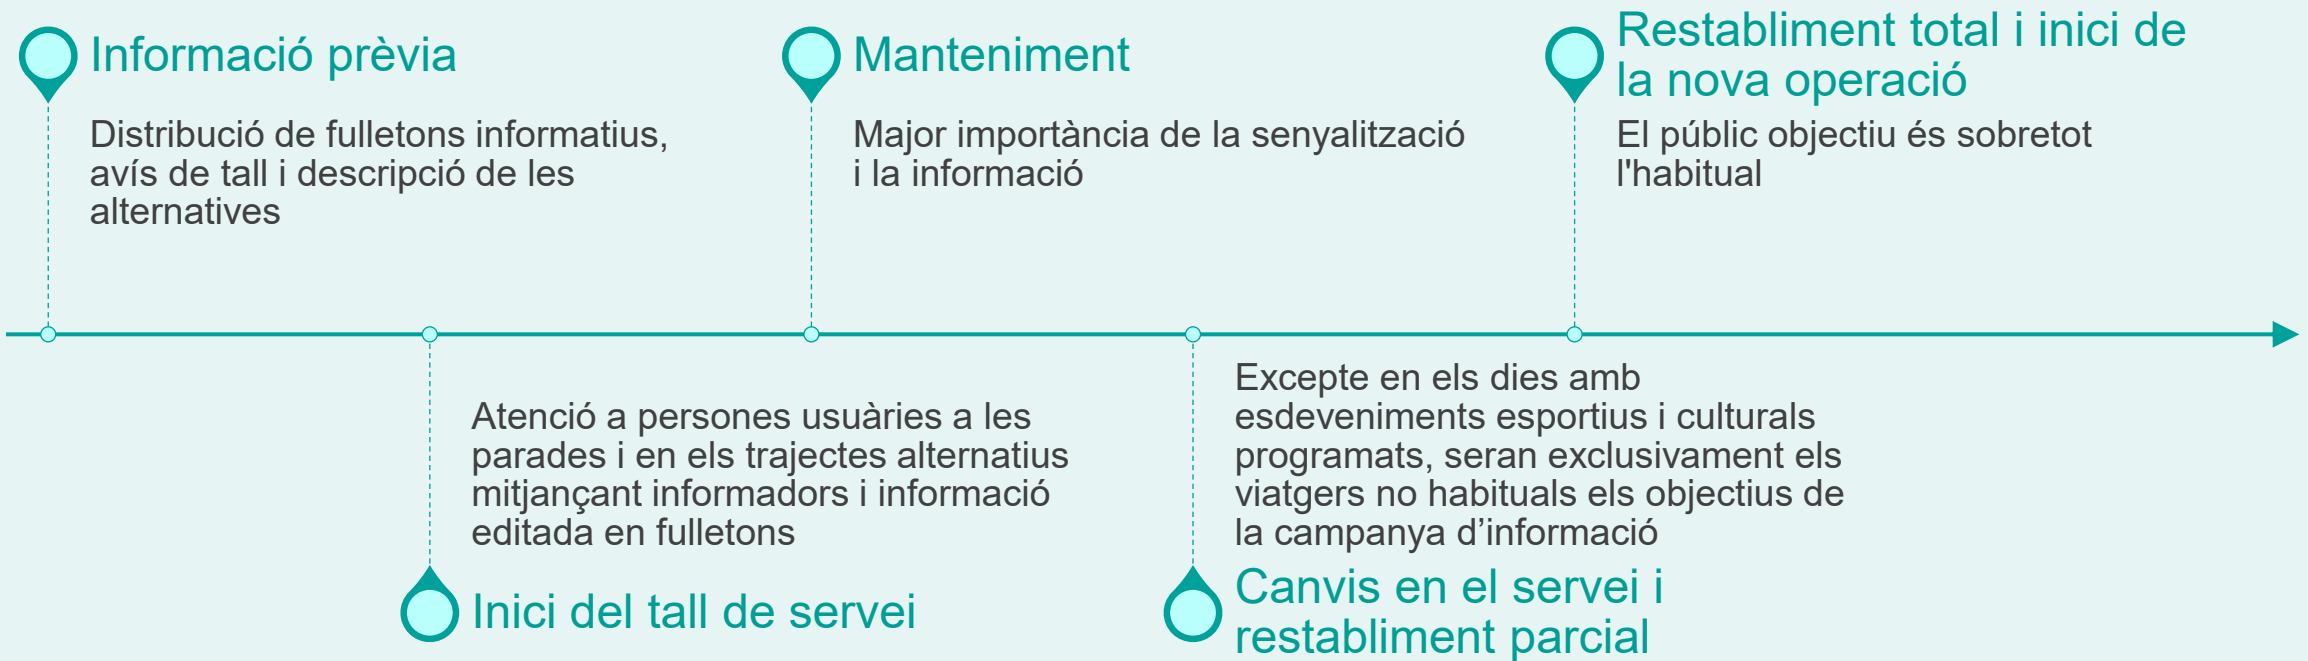 Informació prèvia
Distribució de fulletons informatius,
avís de tall i descripció de les
alternatives
Atenció a persones usuàries a les
parades i en els trajectes alternatius
mitjançant informadors i informació
editada en fulletons
Inici del tall de servei
Manteniment
Major importància de la senyalització
i la informació
Excepte en els dies amb
esdeveniments esportius i culturals
programats, seran exclusivament els
viatgers no habituals els objectius de
la campanya d’informació
Canvis en el servei i
restabliment parcial
Restabliment total i inici de
la nova operació
El públic objectiu és sobretot
l'habitual